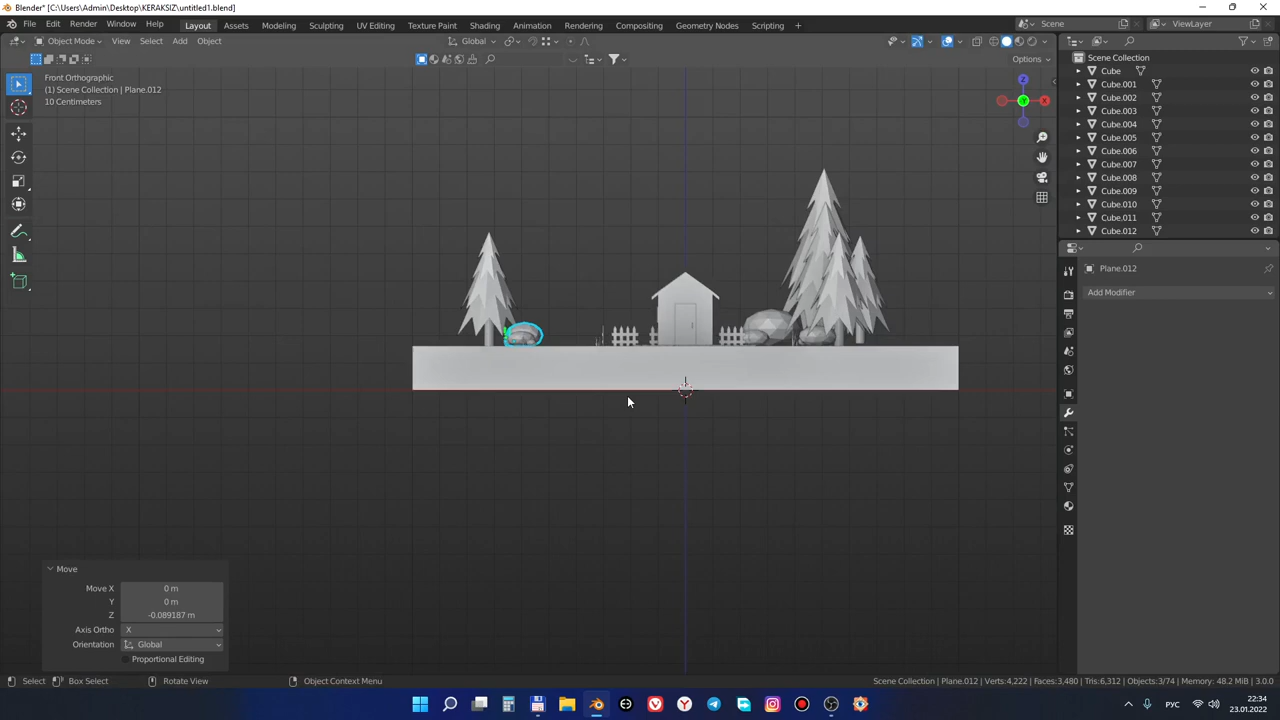 Blender* [C:\Users\Admin\Desktop\KERAKSIZ\untitled1.blend]
File Edit Render Window Help Layout Assets Modeling Sculpting UV Editing Texture Paint Shading Animation Rendering Compositing Geometry Nodes Scripting Scene ViewLayer
Object Mode View Select Add Object Global
Options
Front Orthographic
(1) Scene Collection | Plane.012
10 Centimeters
Z
X
Y
Scene Collection
Cube
Cube.001
Cube.002
Cube.003
Cube.004
Cube.005
Cube.006
Cube.007
Cube.008
Cube.009
Cube.010
Cube.011
Cube.012
Plane.012
Add Modifier
Move
Move X 0 m
Y 0 m
Z -0.089187 m
Axis Ortho X
Orientation Global
Proportional Editing
Select Box Select Rotate View Object Context Menu
Scene Collection | Plane.012 | Verts:4,222 | Faces:3,480 | Tris:6,312 | Objects:3/74 | Memory: 48.2 MiB | 3.0.0
РУС 22:34
23.01.2022